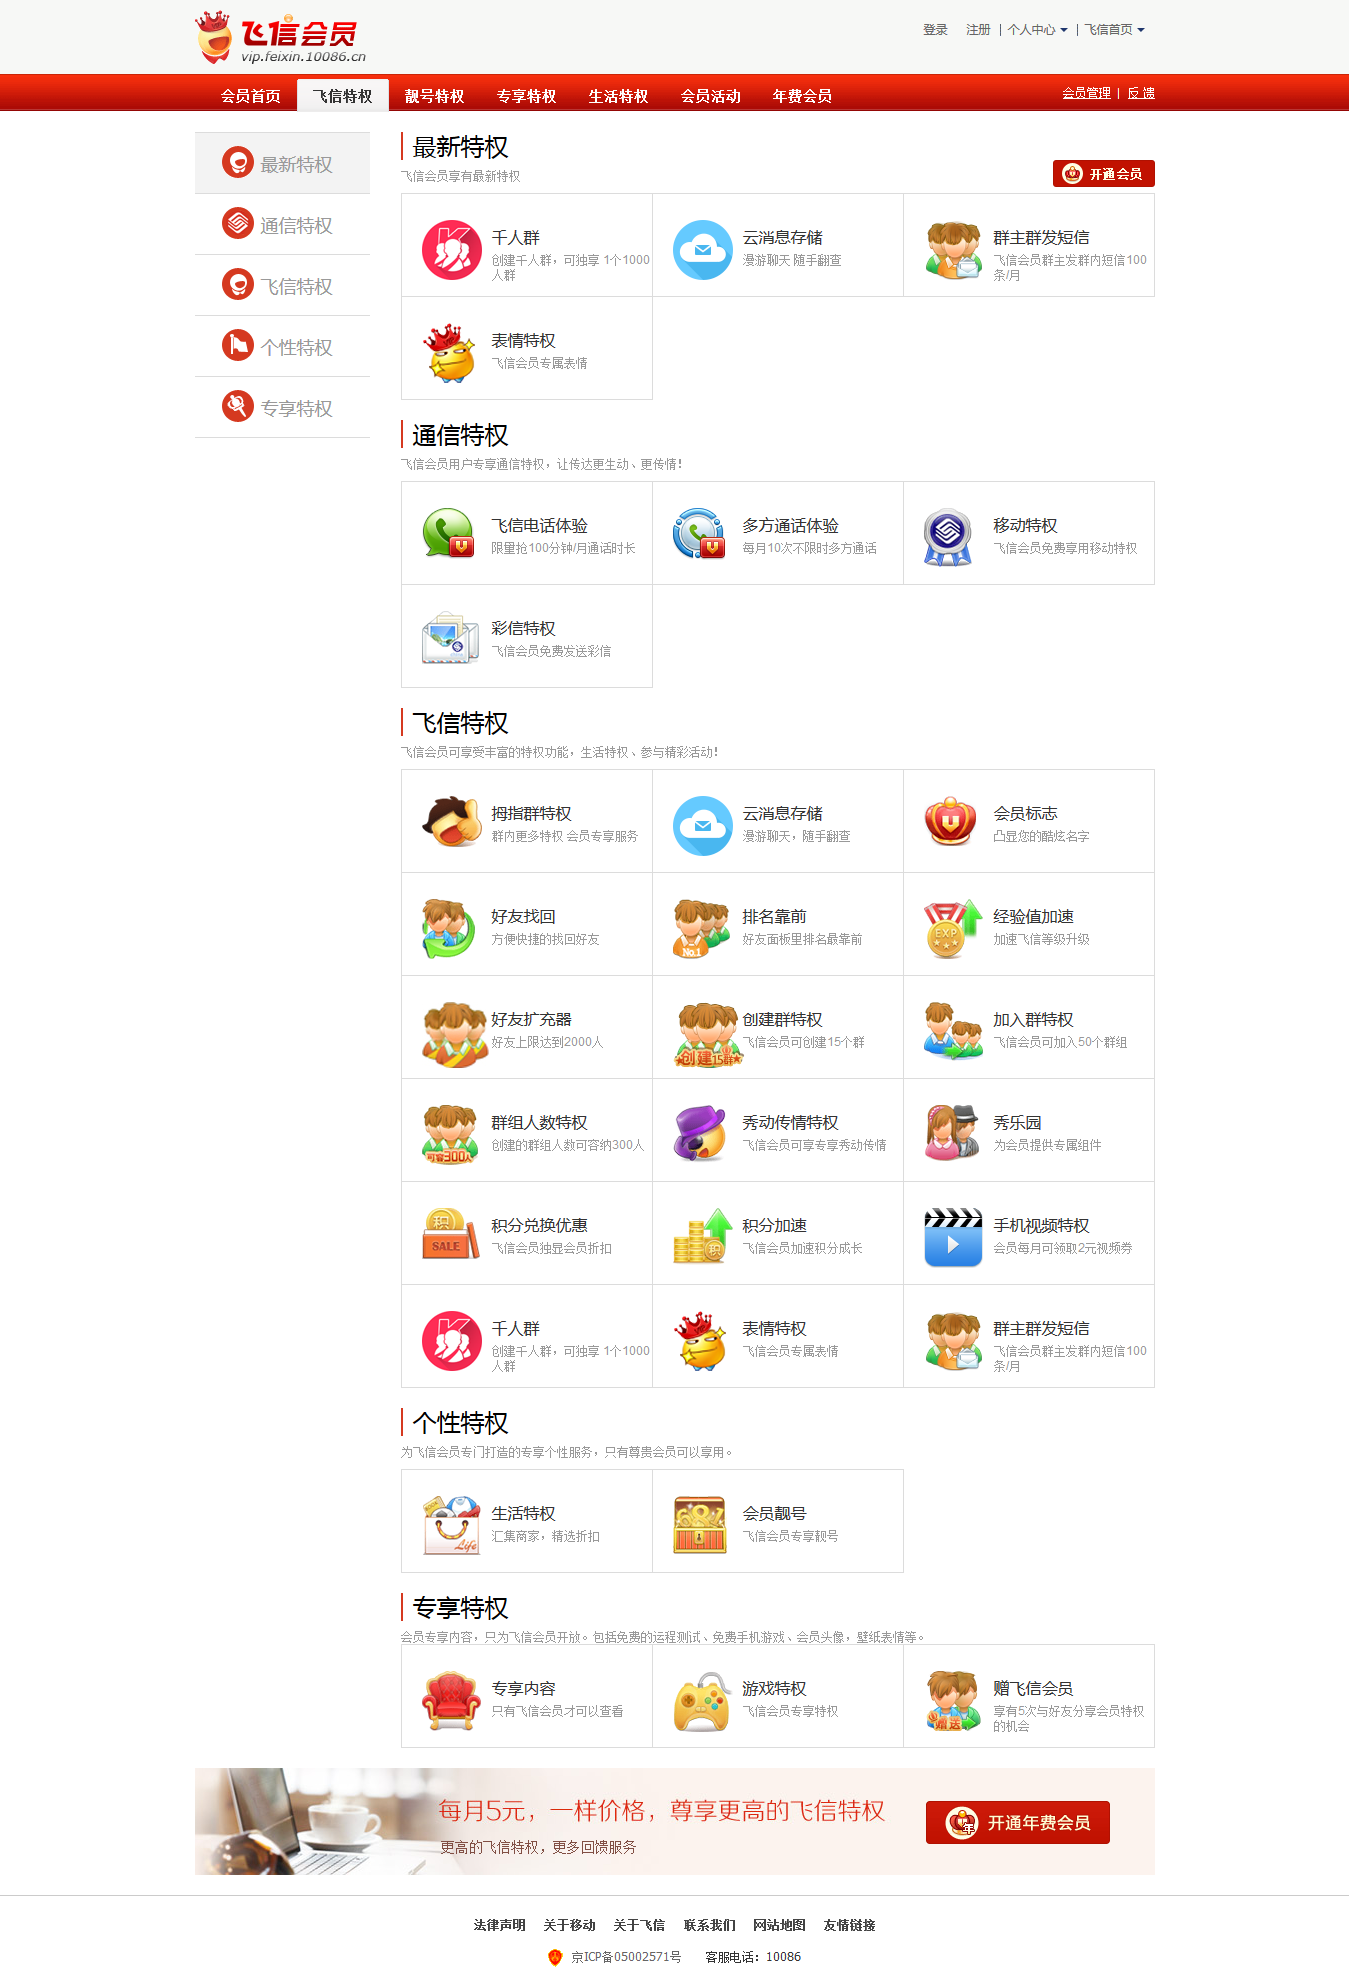 飞信会员
vip.feixin.10086.cn
登录 注册 | 个人中心 | 飞信首页
会员首页 飞信特权 靓号特权 专享特权 生活特权 会员活动 年费会员
会员管理 | 反馈
最新特权
通信特权
飞信特权
个性特权
专享特权
最新特权
飞信会员享有最新特权
开通会员
千人群
创建千人群，可独享 1个1000
人群
云消息存储
漫游聊天 随手翻查
群主群发短信
飞信会员群主发群内短信100
条/月
表情特权
飞信会员专属表情
通信特权
飞信会员用户专享通信特权，让传达更生动、更传情！
飞信电话体验
限量抢100分钟/月通话时长
多方通话体验
每月10次不限时多方通话
移动特权
飞信会员免费享用移动特权
彩信特权
飞信会员免费发送彩信
飞信特权
飞信会员可享受丰富的特权功能，生活特权、参与精彩活动！
拇指群特权
群内更多特权 会员专享服务
云消息存储
漫游聊天，随手翻查
会员标志
凸显您的酷炫名字
好友找回
方便快捷的找回好友
No.1
排名靠前
好友面板里排名最靠前
EXP
经验值加速
加速飞信等级升级
好友扩充器
好友上限达到2000人
创建15群
创建群特权
飞信会员可创建15个群
加入群特权
飞信会员可加入50个群组
可容300人
群组人数特权
创建的群组人数可容纳300人
秀动传情特权
飞信会员可享专享秀动传情
秀乐园
为会员提供专属组件
积
SALE
积分兑换优惠
飞信会员独显会员折扣
积
积分加速
飞信会员加速积分成长
手机视频特权
会员每月可领取2元视频券
千人群
创建千人群，可独享 1个1000
人群
表情特权
飞信会员专属表情
群主群发短信
飞信会员群主发群内短信100
条/月
个性特权
为飞信会员专门打造的专享个性服务，只有尊贵会员可以享用。
Life
生活特权
汇集商家，精选折扣
会员靓号
飞信会员专享靓号
专享特权
会员专享内容，只为飞信会员开放。包括免费的运程测试、免费手机游戏、会员头像，壁纸表情等。
专享内容
只有飞信会员才可以查看
游戏特权
飞信会员专享特权
赠送
赠飞信会员
享有5次与好友分享会员特权
的机会
每月5元，一样价格，尊享更高的飞信特权
更高的飞信特权，更多回馈服务
年
开通年费会员
法律声明 关于移动 关于飞信 联系我们 网站地图 友情链接
京ICP备05002571号 客服电话：10086